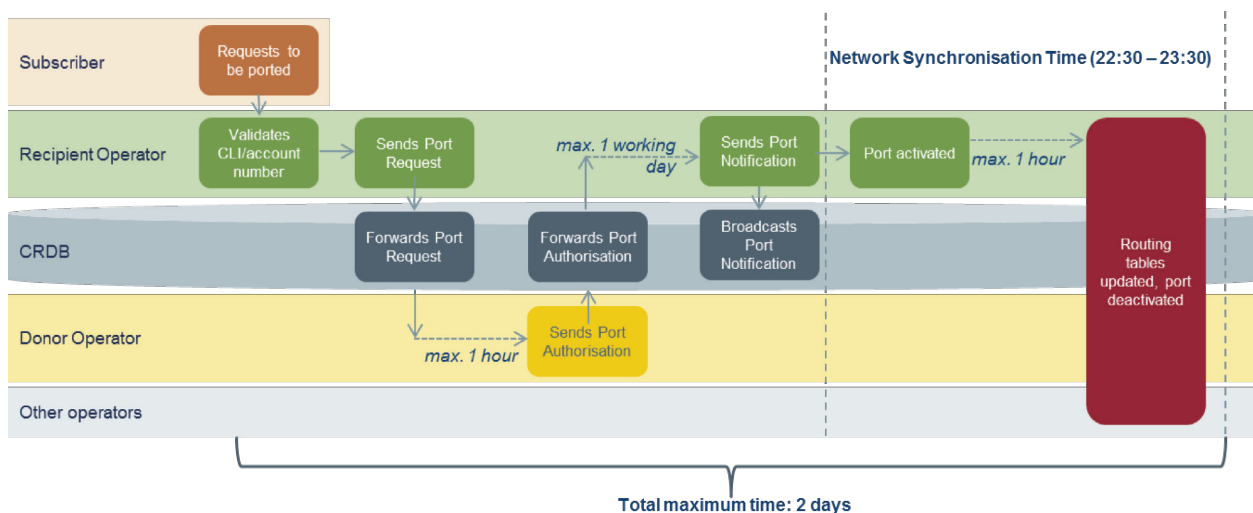 Subscriber
Requests to
be ported
Network Synchronisation Time (22:30 – 23:30)
Recipient Operator
Validates
CLI/account
number
Sends Port
Request
max. 1 working
day
Sends Port
Notification
Port activated
max. 1 hour
CRDB
Forwards Port
Request
Forwards Port
Authorisation
Broadcasts
Port
Notification
Routing
tables
updated, port
deactivated
Donor Operator
max. 1 hour
Sends Port
Authorisation
Other operators
Total maximum time: 2 days